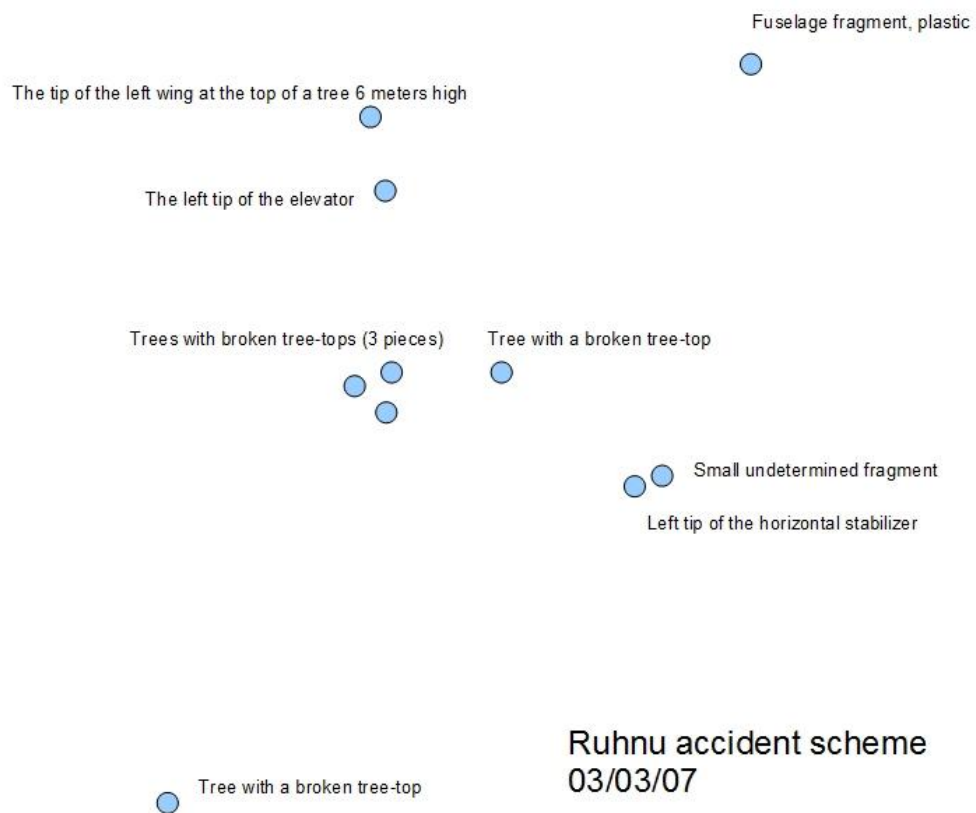 Fuselage fragment, plastic
The tip of the left wing at the top of a tree 6 meters high
The left tip of the elevator
Trees with broken tree-tops (3 pieces)
Tree with a broken tree-top
Small undetermined fragment
Left tip of the horizontal stabilizer
Ruhnu accident scheme
03/03/07
Tree with a broken tree-top